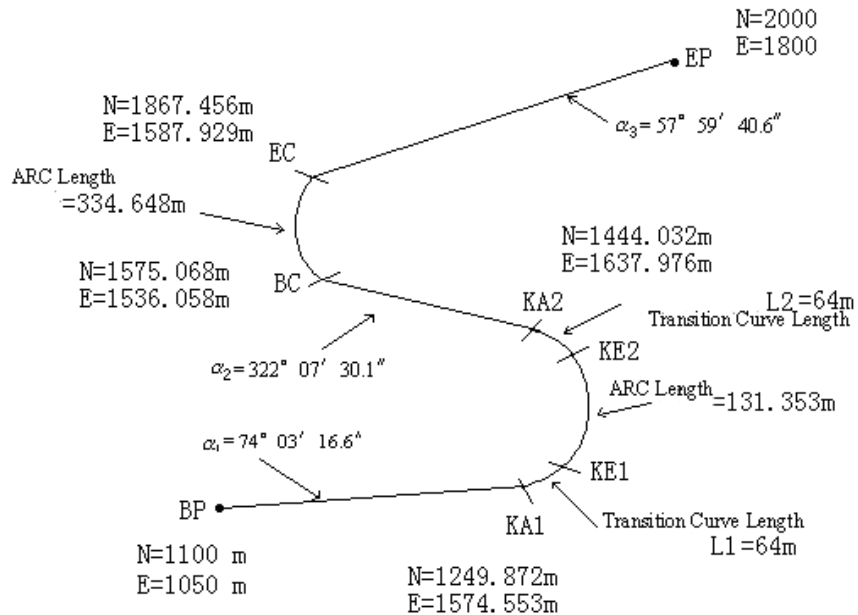 N=2000
E=1800
EP
N=1867.456m
E=1587.929m
α3=57° 59′ 40.6″
EC
ARC Length
=334.648m
N=1444.032m
E=1637.976m
N=1575.068m
E=1536.058m
BC
KA2
L2=64m
Transition Curve Length
KE2
α2=322° 07′ 30.1″
ARC Length
=131.353m
α1=74° 03′ 16.6″
KE1
BP
KA1
Transition Curve Length
L1=64m
N=1100 m
E=1050 m
N=1249.872m
E=1574.553m